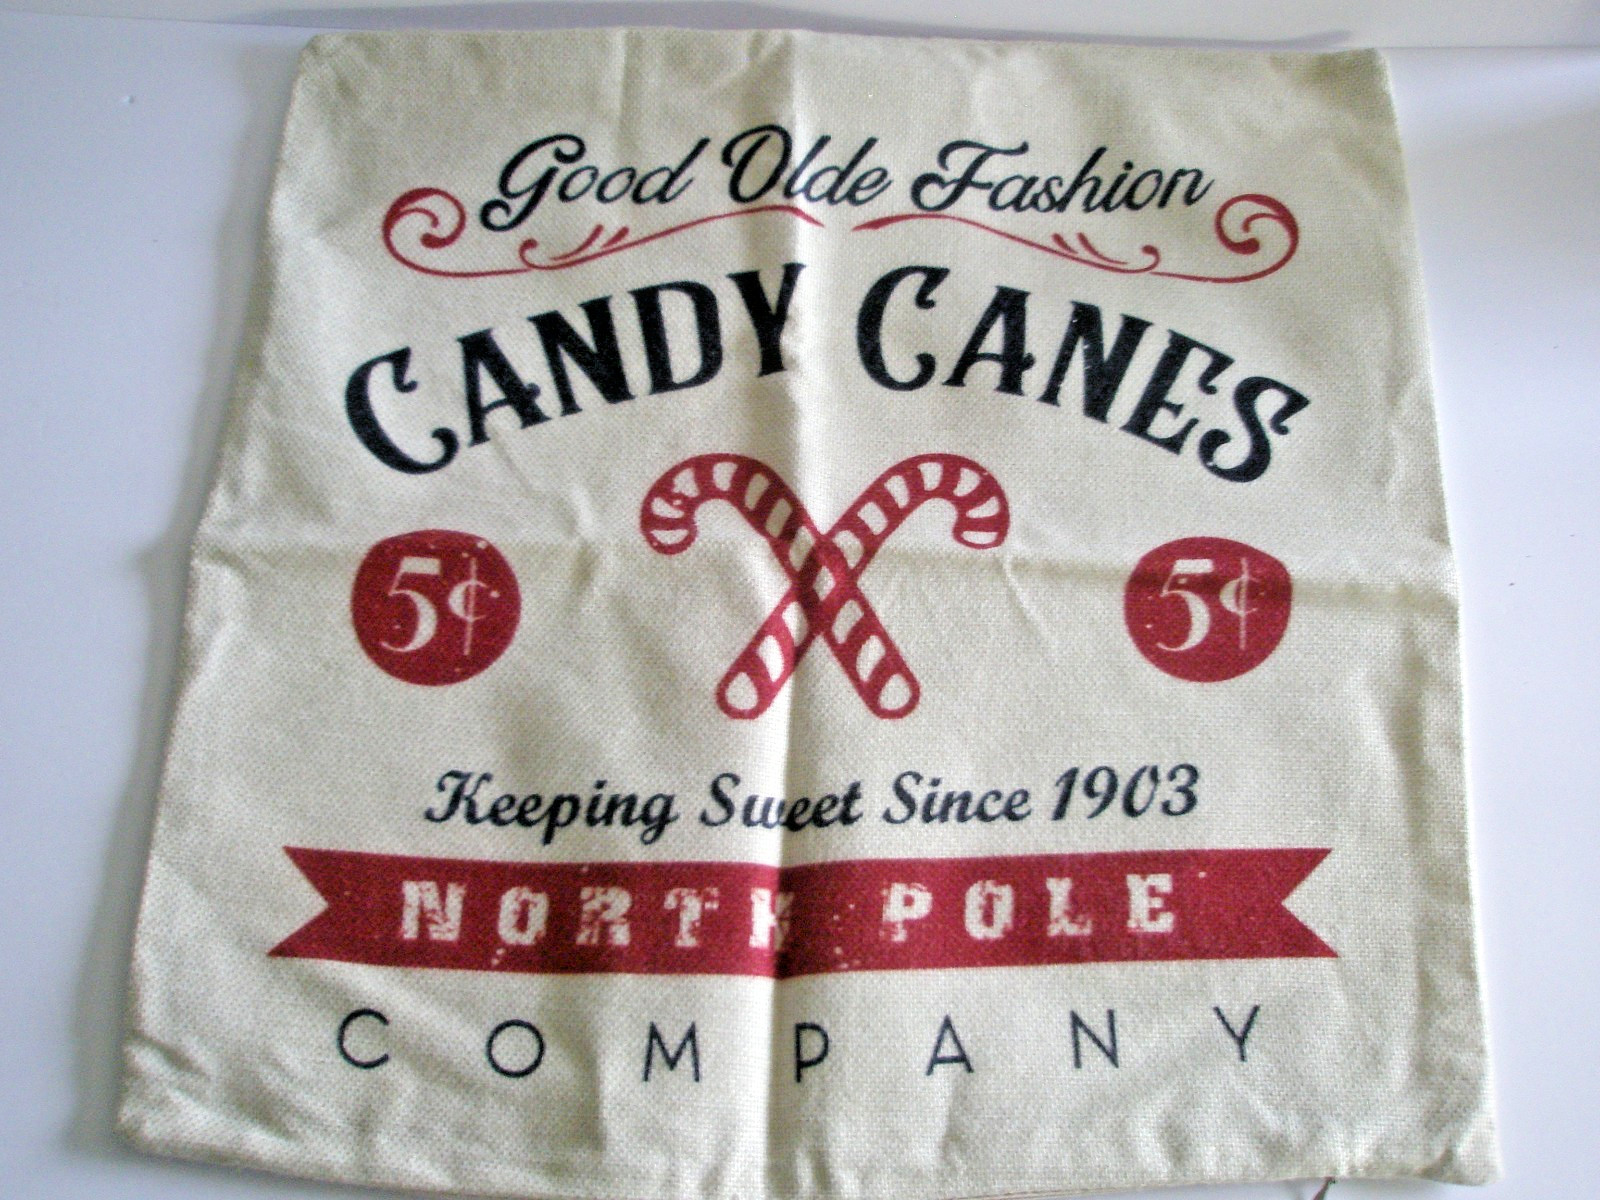 Good Olde Fashion
CANDY CANES
5¢ 5¢
Keeping Sweet Since 1903
NORTH POLE
COMPANY